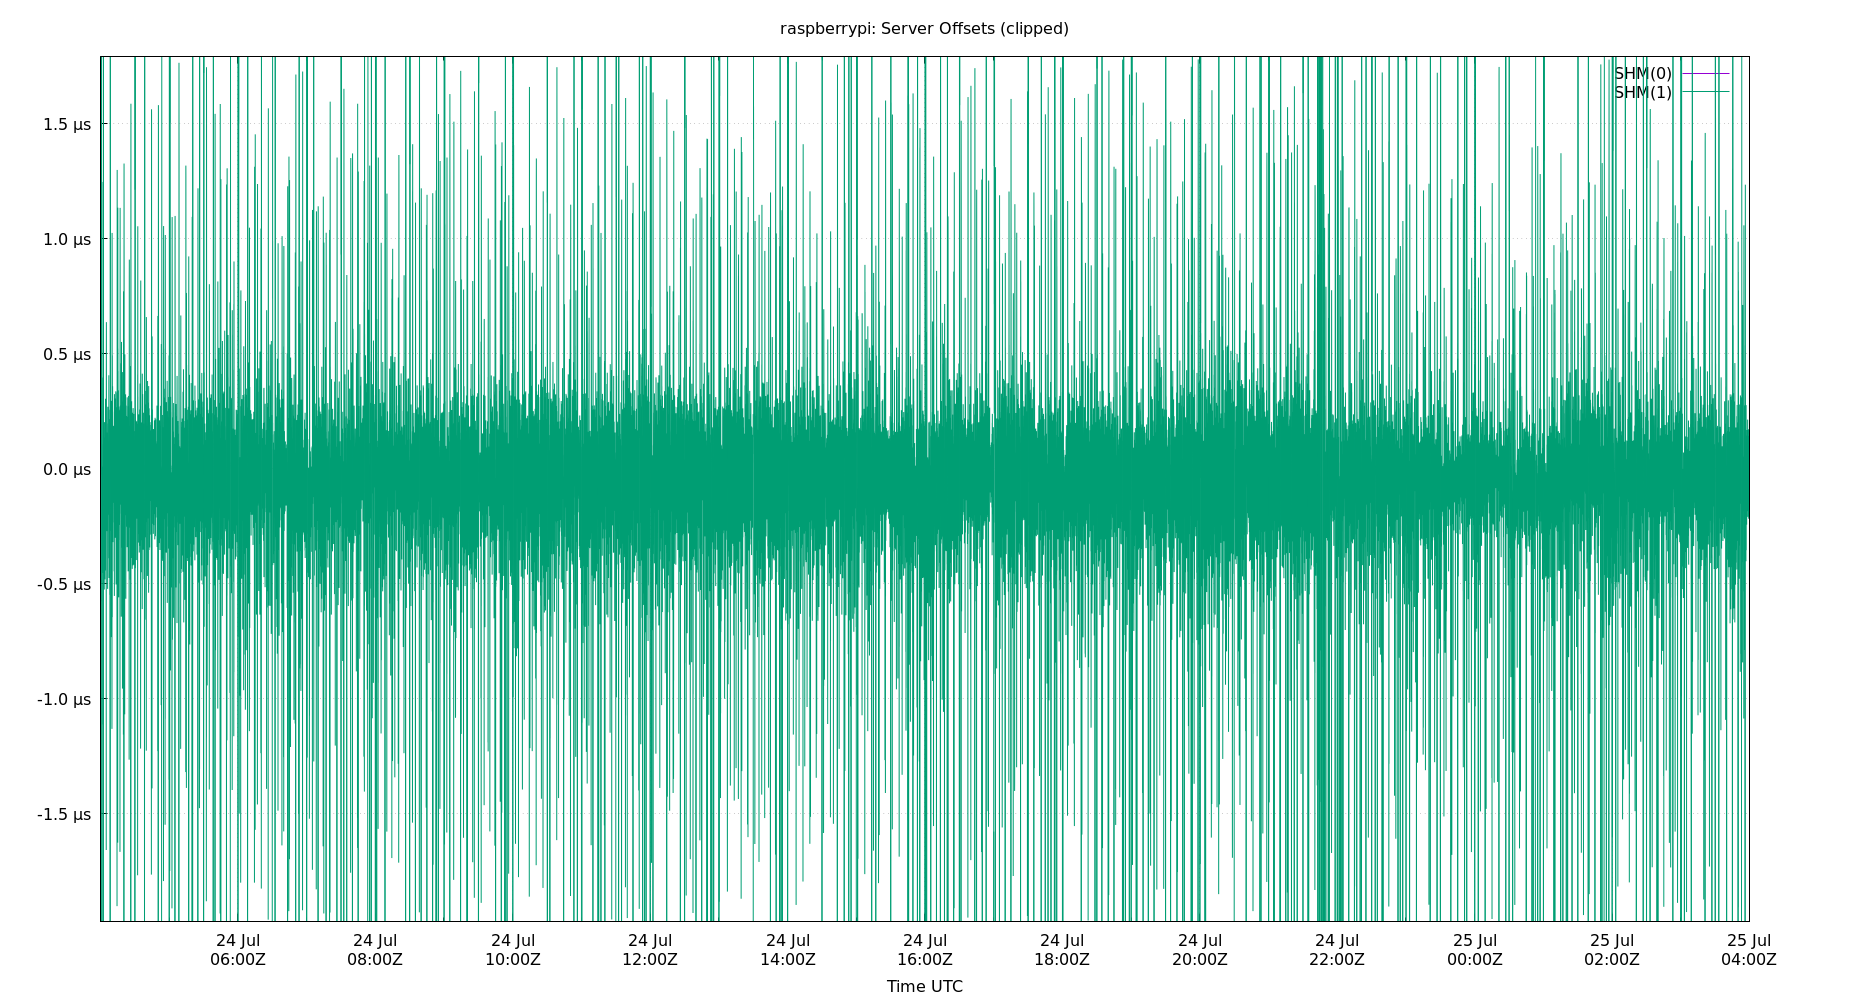 raspberrypi: Server Offsets (clipped)
SHM(0)
SHM(1)
1.5 µs
1.0 µs
0.5 µs
0.0 µs
-0.5 µs
-1.0 µs
-1.5 µs
24 Jul 24 Jul 24 Jul 24 Jul 24 Jul 24 Jul 24 Jul 24 Jul 24 Jul 25 Jul 25 Jul 25 Jul
06:00Z 08:00Z 10:00Z 12:00Z 14:00Z 16:00Z 18:00Z 20:00Z 22:00Z 00:00Z 02:00Z 04:00Z
Time UTC